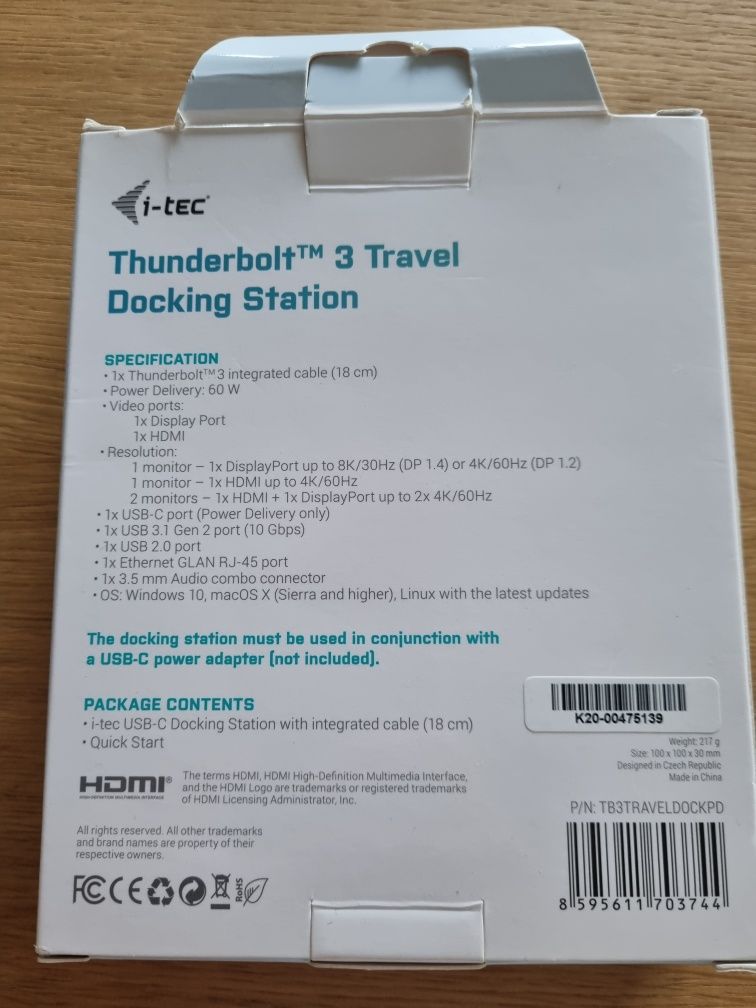 i-tec®
Thunderbolt™ 3 Travel
Docking Station
SPECIFICATION
• 1x Thunderbolt™ 3 integrated cable (18 cm)
• Power Delivery: 60 W
• Video ports:
1x Display Port
1x HDMI
• Resolution:
1 monitor – 1x DisplayPort up to 8K/30Hz (DP 1.4) or 4K/60Hz (DP 1.2)
1 monitor – 1x HDMI up to 4K/60Hz
2 monitors – 1x HDMI + 1x DisplayPort up to 2x 4K/60Hz
• 1x USB-C port (Power Delivery only)
• 1x USB 3.1 Gen 2 port (10 Gbps)
• 1x USB 2.0 port
• 1x Ethernet GLAN RJ-45 port
• 1x 3.5 mm Audio combo connector
• OS: Windows 10, macOS X (Sierra and higher), Linux with the latest updates
The docking station must be used in conjunction with
a USB-C power adapter (not included).
PACKAGE CONTENTS
• i-tec USB-C Docking Station with integrated cable (18 cm)
• Quick Start
K20-00475139
Weight: 217 g
Size: 100 x 100 x 30 mm
Designed in Czech Republic
Made in China
HDMI®
HIGH-DEFINITION MULTIMEDIA INTERFACE
The terms HDMI, HDMI High-Definition Multimedia Interface,
and the HDMI Logo are trademarks or registered trademarks
of HDMI Licensing Administrator, Inc.
P/N: TB3TRAVELDOCKPD
All rights reserved. All other trademarks
and brand names are property of their
respective owners.
FC CE RoHS
8 595611 703744